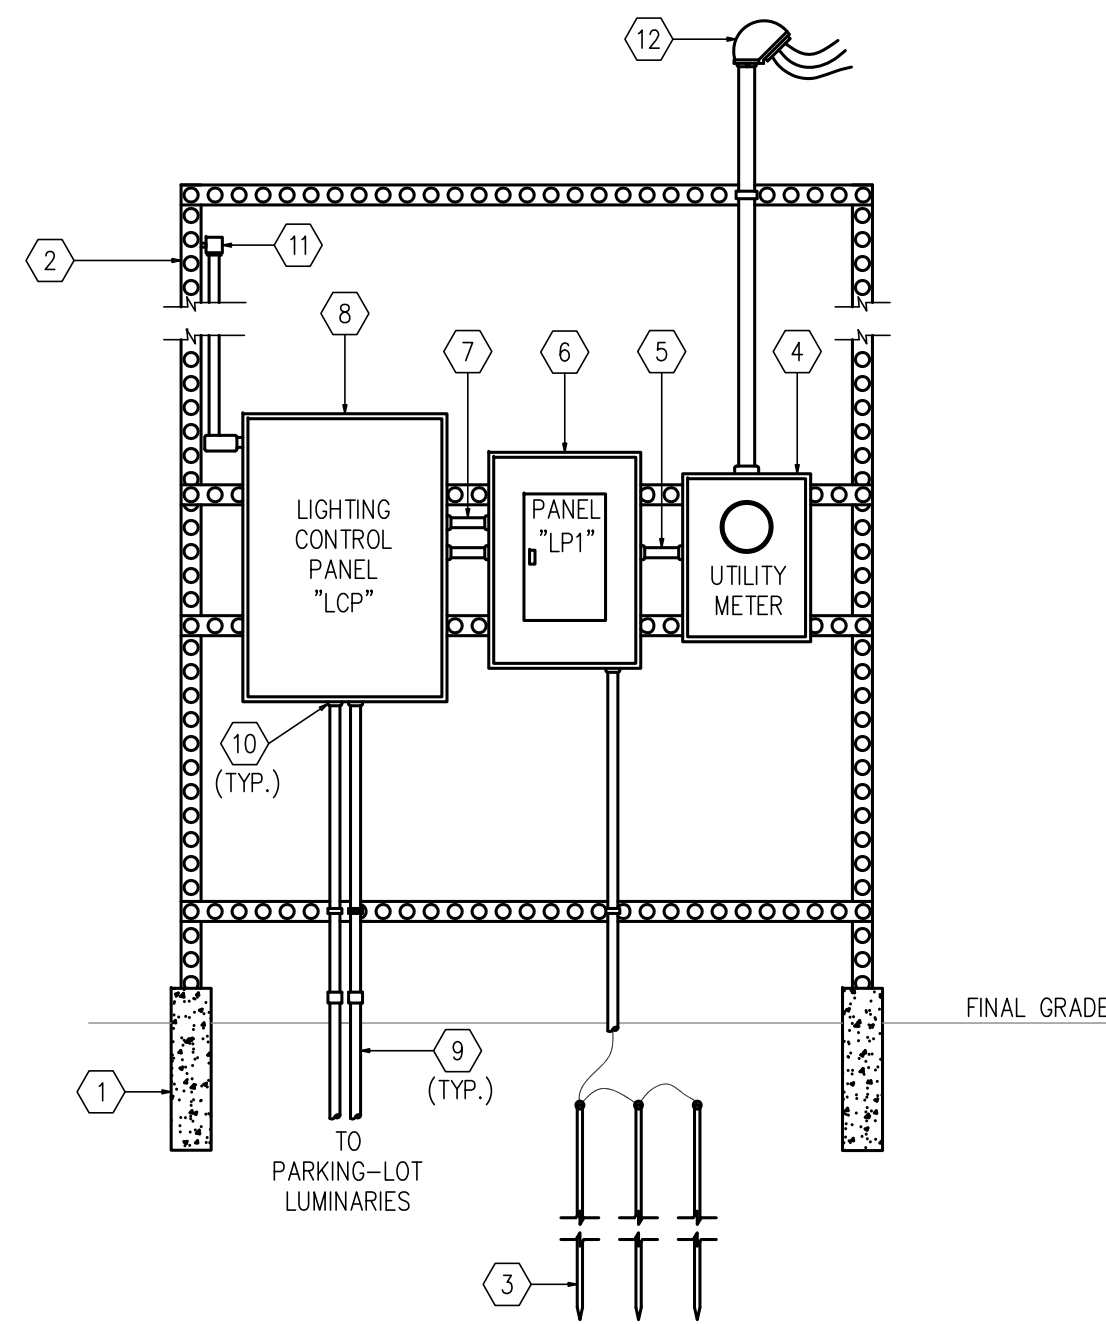 12
11
2
8
7
6
5
4
LIGHTING
CONTROL
PANEL
"LCP"
PANEL
"LP1"
UTILITY
METER
10
(TYP.)
FINAL GRADE
9
(TYP.)
1
TO
PARKING-LOT
LUMINARIES
3